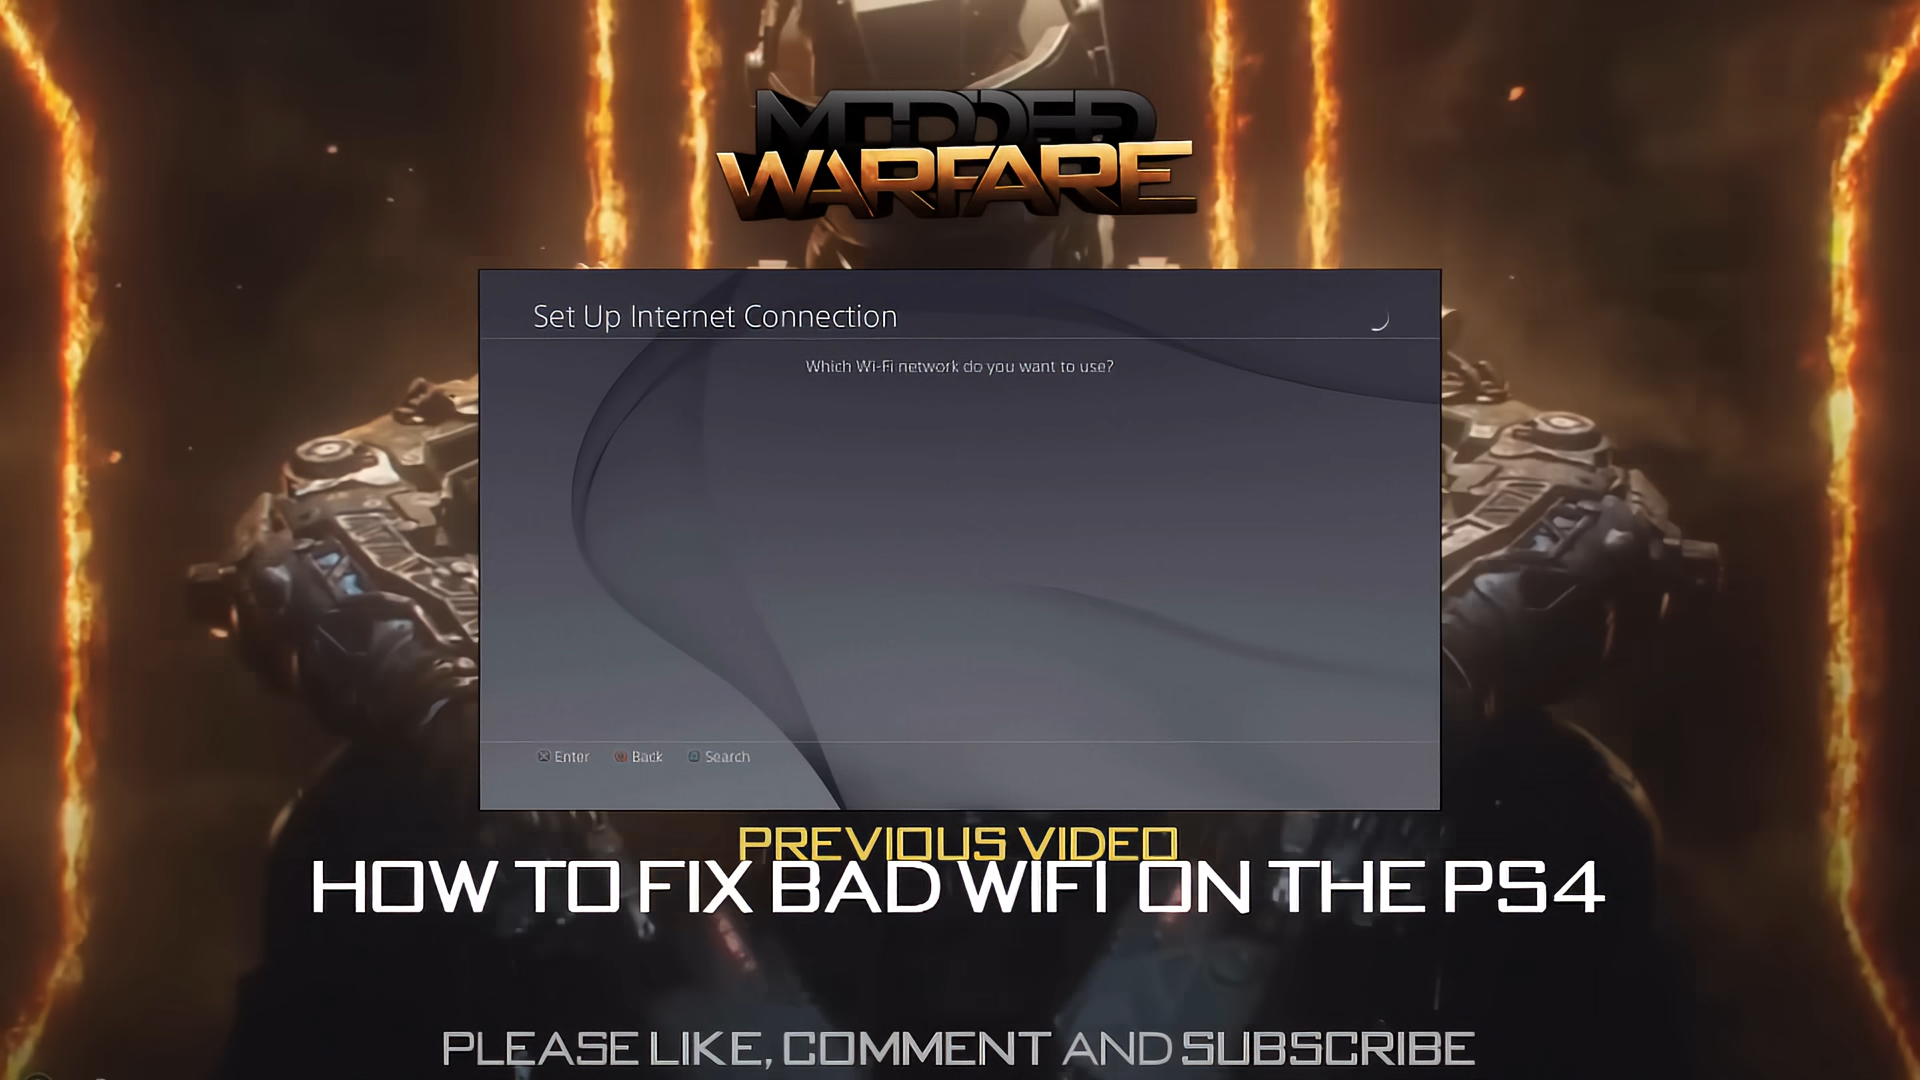 MODDER
WARFARE
Set Up Internet Connection
Which Wi-Fi network do you want to use?
Enter Back Search
PREVIOUS VIDEO
HOW TO FIX BAD WIFI ON THE PS4
PLEASE LIKE, COMMENT AND SUBSCRIBE